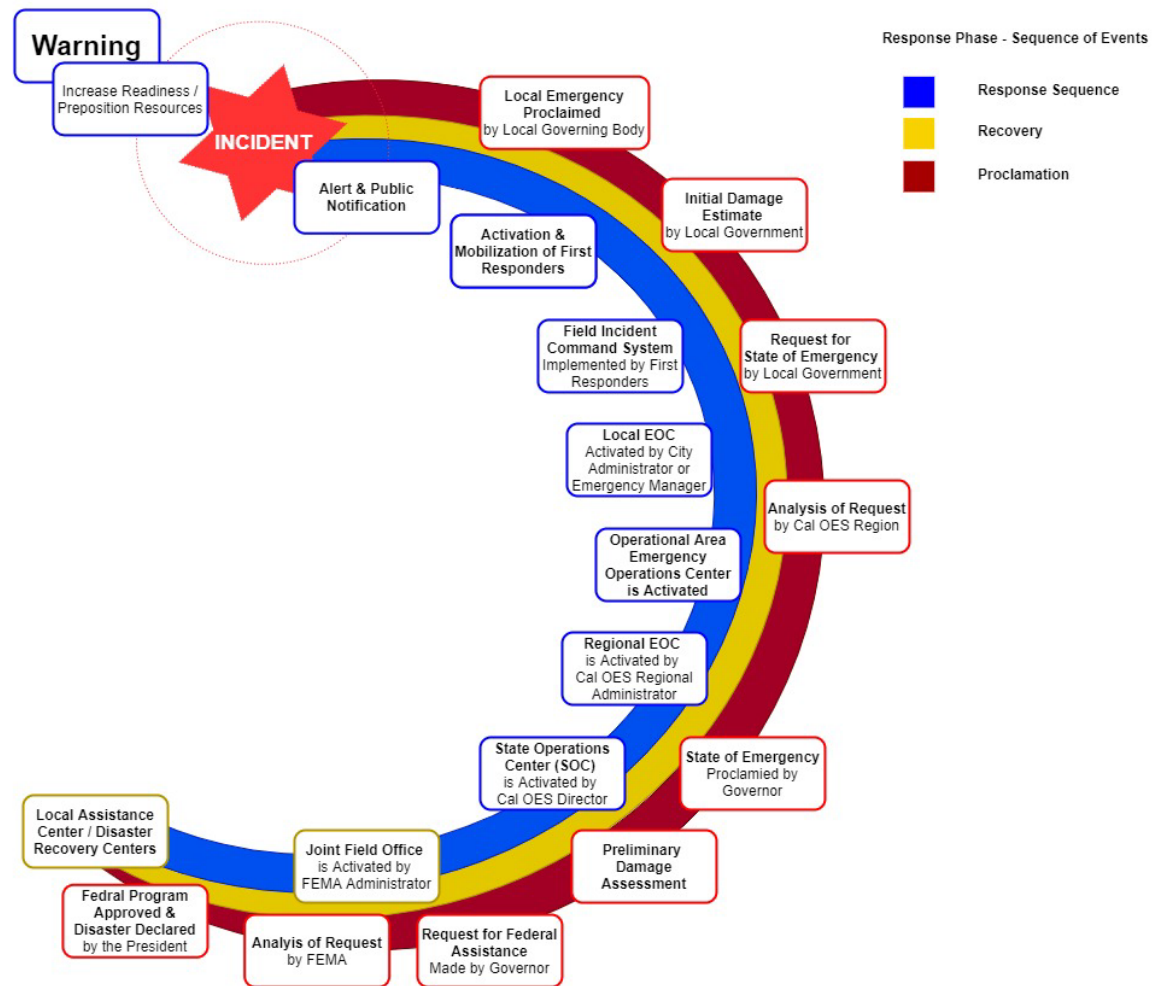 Warning
Increase Readiness /
Preposition Resources
INCIDENT
Response Phase - Sequence of Events
Response Sequence
Recovery
Proclamation
Alert & Public
Notification
Activation &
Mobilization of First
Responders
Field Incident
Command System
Implemented by First
Responders
Local EOC
Activated by City
Administrator or
Emergency Manager
Operational Area
Emergency
Operations Center
is Activated
Regional EOC
is Activated by
Cal OES Regional
Administrator
State Operations
Center (SOC)
is Activated by
Cal OES Director
Joint Field Office
is Activated by
FEMA Administrator
Local Assistance
Center / Disaster
Recovery Centers
Local Emergency
Proclaimed
by Local Governing Body
Initial Damage
Estimate
by Local Government
Request for
State of Emergency
by Local Government
Analysis of Request
by Cal OES Region
State of Emergency
Proclamied by
Governor
Preliminary
Damage
Assessment
Request for Federal
Assistance
Made by Governor
Analyis of Request
by FEMA
Fedral Program
Approved &
Disaster Declared
by the President